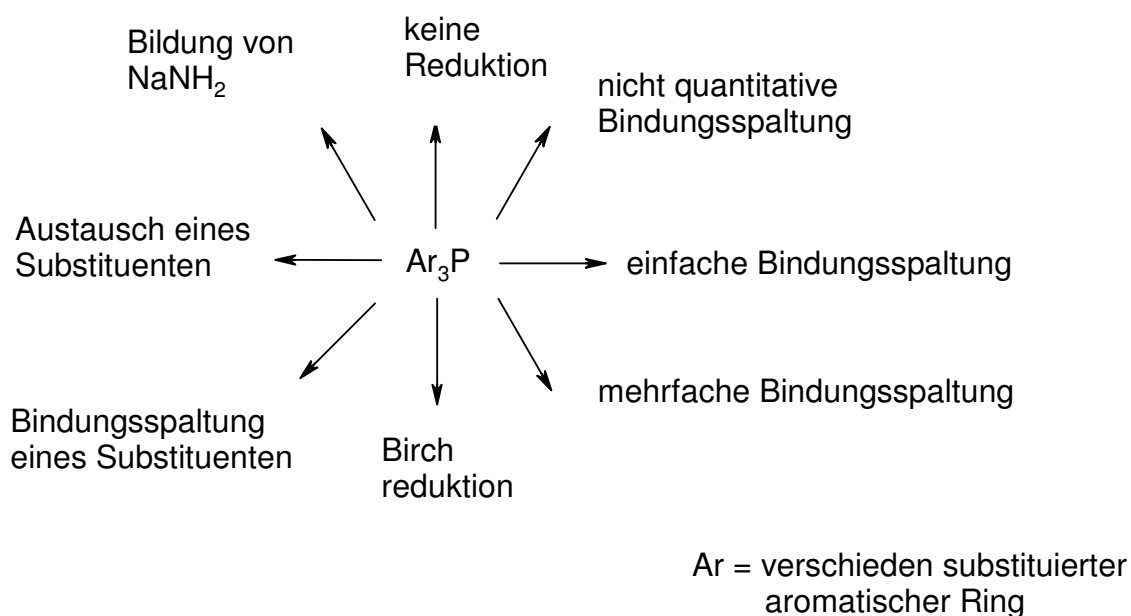 Bildung von
NaNH₂
keine
Reduktion
nicht quantitative
Bindungsspaltung
Austausch eines
Substituenten
Ar₃P
einfache Bindungsspaltung
mehrfache Bindungsspaltung
Bindungsspaltung
eines Substituenten
Birch
reduktion
Ar = verschieden substituierter
aromatischer Ring